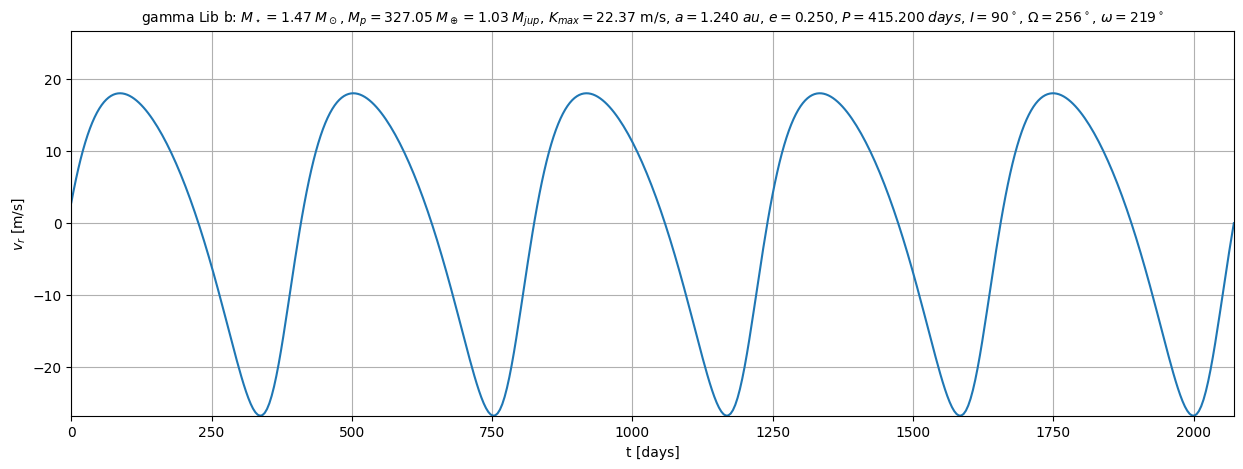 gamma Lib b: M⋆ = 1.47 M⊙, Mp = 327.05 M⊕ = 1.03 Mjup, Kmax = 22.37 m/s, a = 1.240 au, e = 0.250, P = 415.200 days, I = 90°, Ω = 256°, ω = 219°
20
10
0
−10
−20
vr [m/s]
0 250 500 750 1000 1250 1500 1750 2000
t [days]